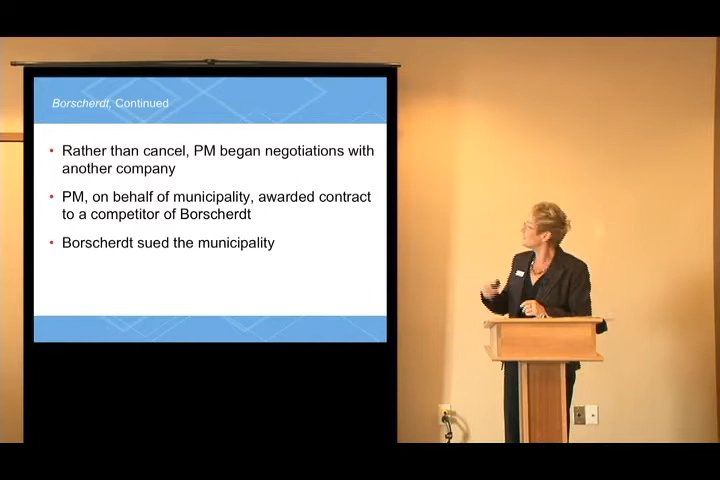 Borscherdt, Continued
• Rather than cancel, PM began negotiations with
another company
• PM, on behalf of municipality, awarded contract
to a competitor of Borscherdt
• Borscherdt sued the municipality